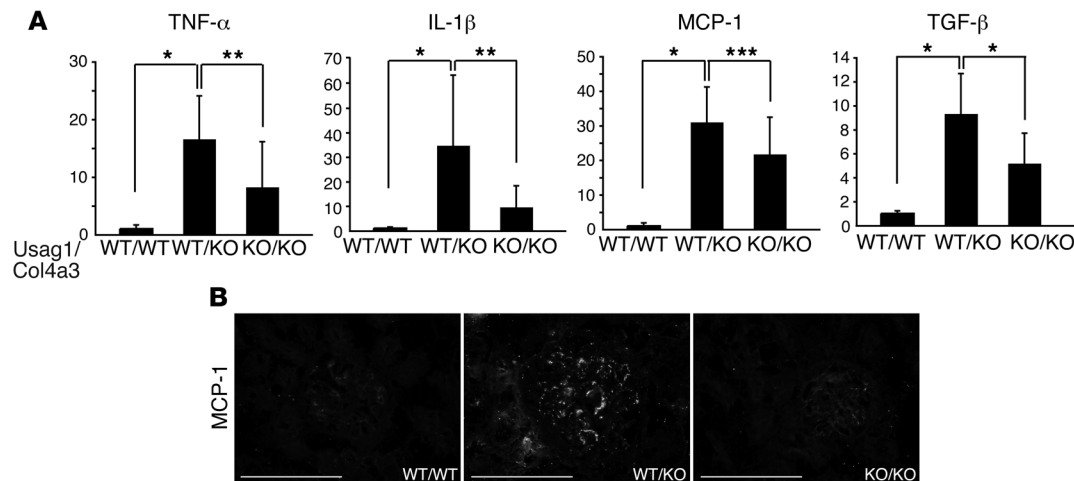 A
TNF-α
30
20
10
0
* **
WT/WT WT/KO KO/KO
IL-1β
70
60
50
40
30
20
10
0
* **
WT/WT WT/KO KO/KO
MCP-1
50
40
30
20
10
0
* ***
WT/WT WT/KO KO/KO
TGF-β
14
12
10
8
6
4
2
0
* *
WT/WT WT/KO KO/KO
Usag1/
Col4a3
B
MCP-1
WT/WT
WT/KO
KO/KO